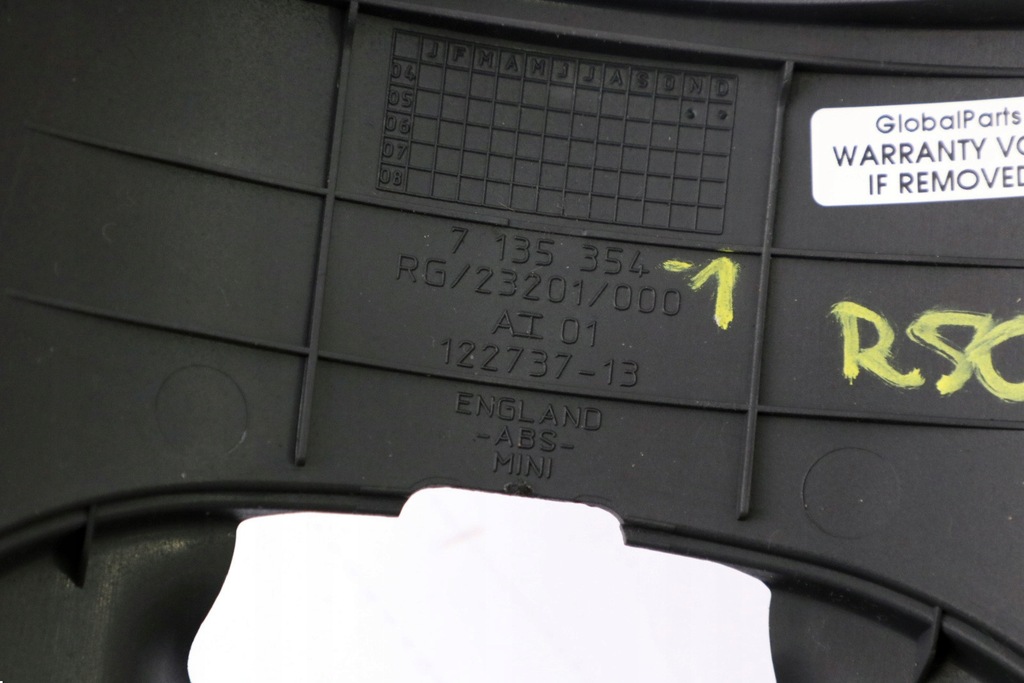 J F M A M J J A S O N D
04
05
06
07
08
GlobalParts
WARRANTY VO
IF REMOVED
7 135 354 -1
RG/23201/000
AI 01
122737-13
ENGLAND
-ABS-
MINI
R50